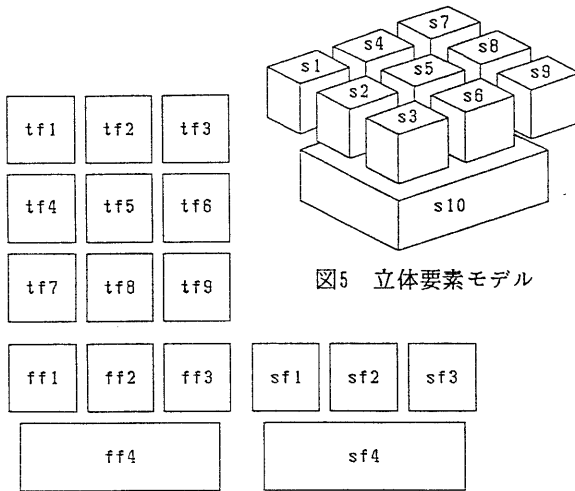 s7
s4
s8
s1
s5
s9
s2
s6
s3
s10
図5 立体要素モデル
tf1 tf2 tf3
tf4 tf5 tf6
tf7 tf8 tf9
ff1 ff2 ff3 sf1 sf2 sf3
ff4 sf4